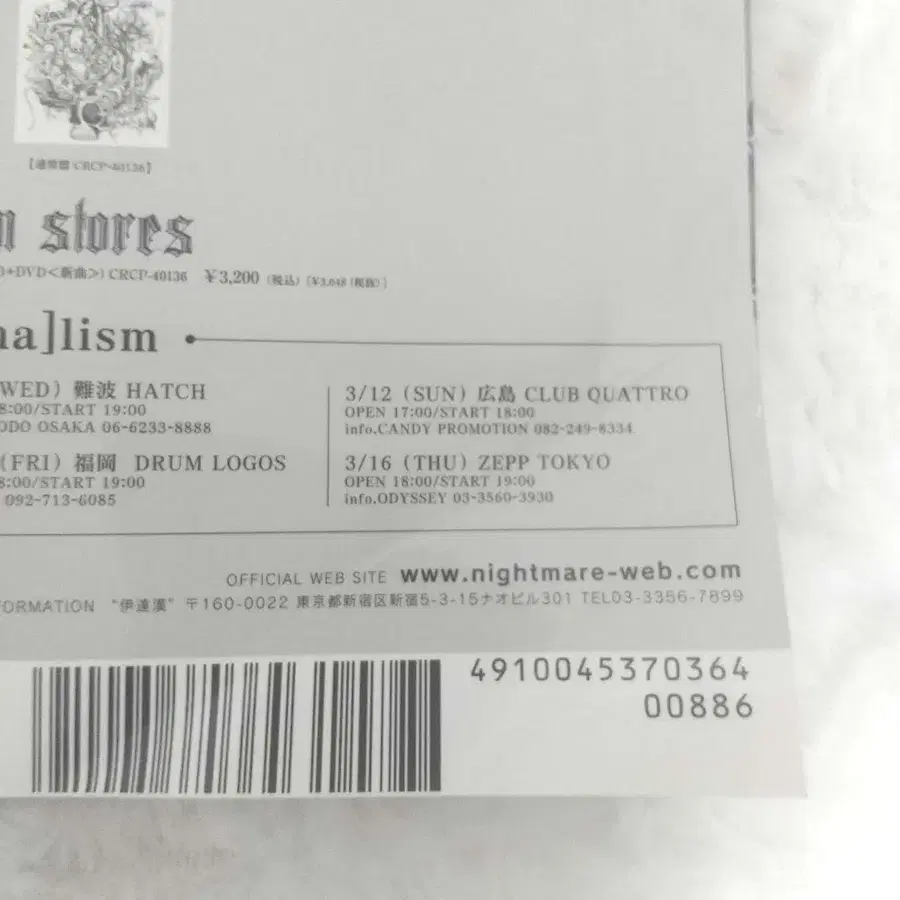 【通常盤 CRCP-40136】
n stores
)+DVD<新曲>) CRCP-40136 ￥3,200 (税込) [¥3,048 (税抜)]
na]lism
WED) 難波 HATCH
8:00/START 19:00
ODO OSAKA 06-6233-8888
(FRI) 福岡 DRUM LOGOS
8:00/START 19:00
092-713-6085
3/12 (SUN) 広島 CLUB QUATTRO
OPEN 17:00/START 18:00
info.CANDY PROMOTION 082-249-8334
3/16 (THU) ZEPP TOKYO
OPEN 18:00/START 19:00
info.ODYSSEY 03-3560-3930
OFFICIAL WEB SITE www.nightmare-web.com
FORMATION "伊達漢" 〒160-0022 東京都新宿区新宿5-3-15ナオビル301 TEL03-3356-7899
4910045370364
00886